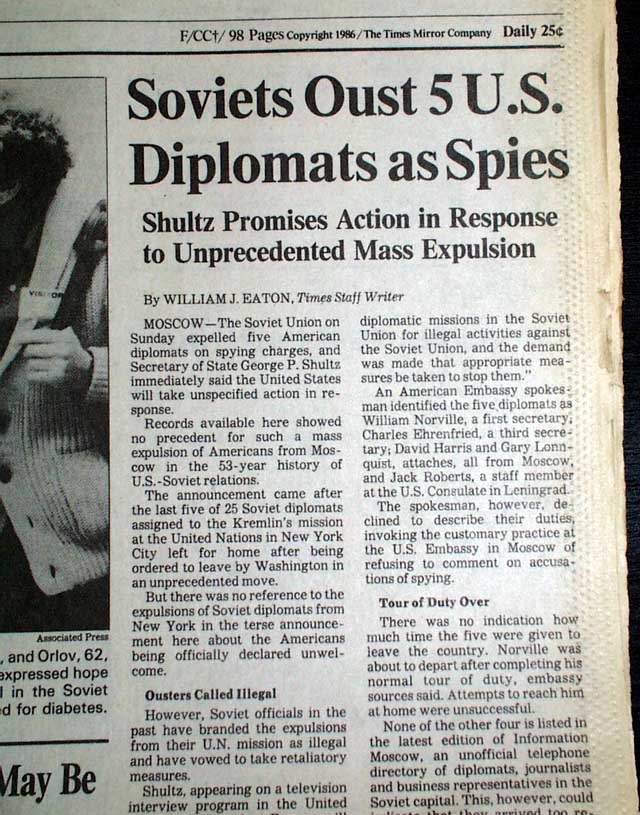 F/CC†/ 98 Pages Copyright 1986/The Times Mirror Company Daily 25¢
Soviets Oust 5 U.S.
Diplomats as Spies
Shultz Promises Action in Response
to Unprecedented Mass Expulsion
By WILLIAM J. EATON, Times Staff Writer
MOSCOW—The Soviet Union on
Sunday expelled five American
diplomats on spying charges, and
Secretary of State George P. Shultz
immediately said the United States
will take unspecified action in re-
sponse.
Records available here showed
no precedent for such a mass
expulsion of Americans from Mos-
cow in the 53-year history of
U.S.-Soviet relations.
The announcement came after
the last five of 25 Soviet diplomats
assigned to the Kremlin's mission
at the United Nations in New York
City left for home after being
ordered to leave by Washington in
an unprecedented move.
But there was no reference to the
expulsions of Soviet diplomats from
New York in the terse announce-
ment here about the Americans
being officially declared unwel-
come.
Ousters Called Illegal
However, Soviet officials in the
past have branded the expulsions
from their U.N. mission as illegal
and have vowed to take retaliatory
measures.
Shultz, appearing on a television
interview program in the United
diplomatic missions in the Soviet
Union for illegal activities against
the Soviet Union, and the demand
was made that appropriate mea-
sures be taken to stop them."
An American Embassy spokes-
man identified the five diplomats as
William Norville, a first secretary;
Charles Ehrenfried, a third secre-
tary; David Harris and Gary Lonn-
quist, attaches, all from Moscow,
and Jack Roberts, a staff member
at the U.S. Consulate in Leningrad.
The spokesman, however, de-
clined to describe their duties,
invoking the customary practice at
the U.S. Embassy in Moscow of
refusing to comment on accusa-
tions of spying.
Tour of Duty Over
There was no indication how
much time the five were given to
leave the country. Norville was
about to depart after completing his
normal tour of duty, embassy
sources said. Attempts to reach him
at home were unsuccessful.
None of the other four is listed in
the latest edition of Information
Moscow, an unofficial telephone
directory of diplomats, journalists
and business representatives in the
Soviet capital. This, however, could
VISITOR
Associated Press
, and Orlov, 62,
expressed hope
l in the Soviet
ed for diabetes.
May Be